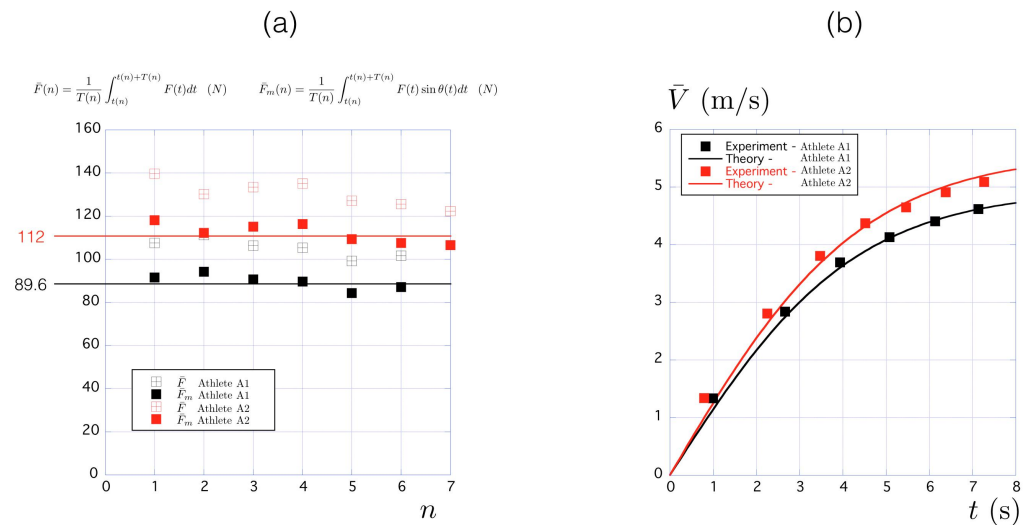 (a)
F̄(n) = 1/T(n) ∫_{t(n)}^{t(n)+T(n)} F(t)dt (N)
F̄_m(n) = 1/T(n) ∫_{t(n)}^{t(n)+T(n)} F(t) sin θ(t)dt (N)
160
140
120
112
100
89.6
80
60
40
20
0
F̄ Athlete A1
F̄_m Athlete A1
F̄ Athlete A2
F̄_m Athlete A2
0 1 2 3 4 5 6 7
n
(b)
V̄ (m/s)
6
5
4
3
2
1
0
Experiment - Athlete A1
Theory - Athlete A1
Experiment - Athlete A2
Theory - Athlete A2
0 1 2 3 4 5 6 7 8
t (s)